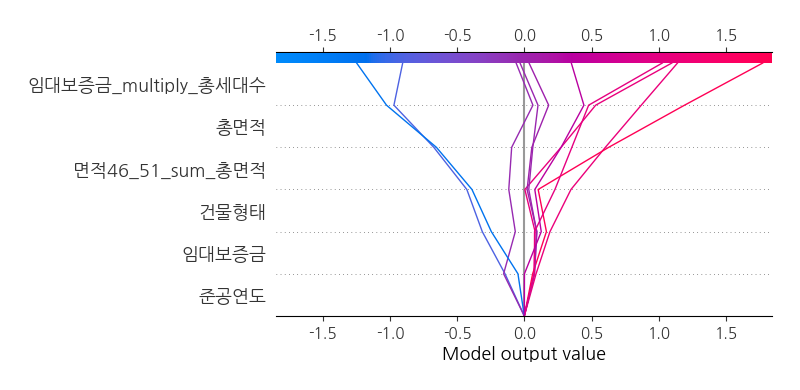 -1.5 -1.0 -0.5 0.0 0.5 1.0 1.5
임대보증금_multiply_총세대수
총면적
면적46_51_sum_총면적
건물형태
임대보증금
준공연도
-1.5 -1.0 -0.5 0.0 0.5 1.0 1.5
Model output value